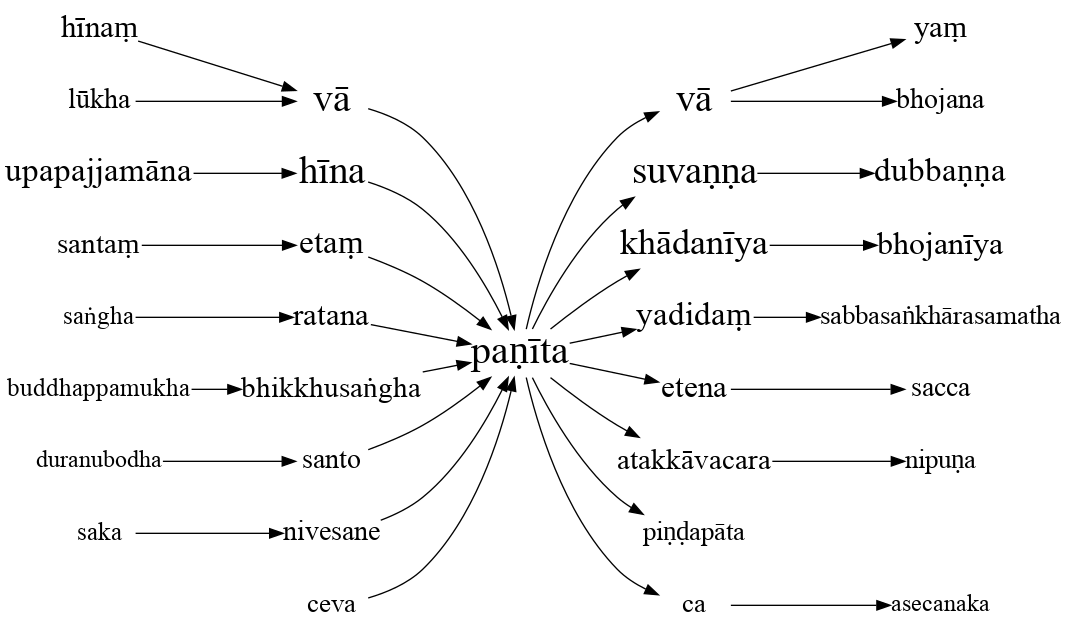 hīnaṃ yaṃ
lūkha vā vā bhojana
upapajjamāna hīna suvaṇṇa dubbaṇṇa
santaṃ etaṃ khādanīya bhojanīya
saṅgha ratana yadidaṃ sabbasaṅkhārasamatha
paṇīta
buddhappamukha bhikkhusaṅgha etena sacca
duranubodha santo atakkāvacara nipuṇa
saka nivesane piṇḍapāta
ceva ca asecanaka